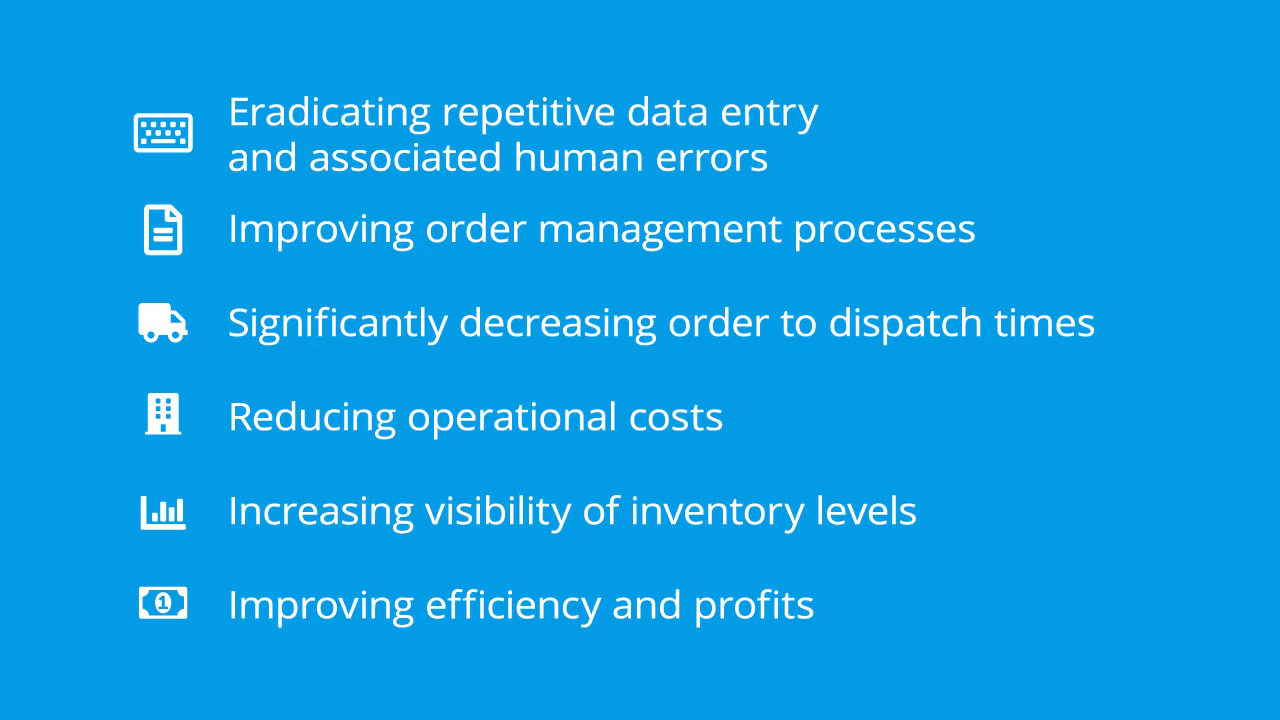 Eradicating repetitive data entry
and associated human errors
Improving order management processes
Significantly decreasing order to dispatch times
Reducing operational costs
Increasing visibility of inventory levels
1
Improving efficiency and profits